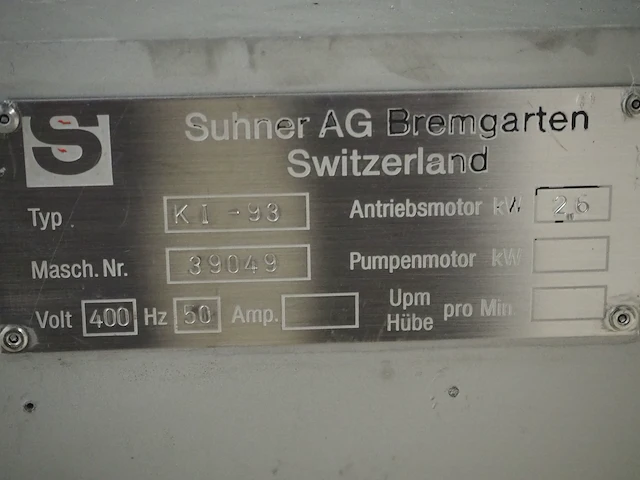 S
Suhner AG Bremgarten
Switzerland
Typ KI-93 Antriebsmotor kW 2,6
Masch. Nr. 39049 Pumpenmotor kW
Volt 400 Hz 50 Amp. Upm Hübe pro Min